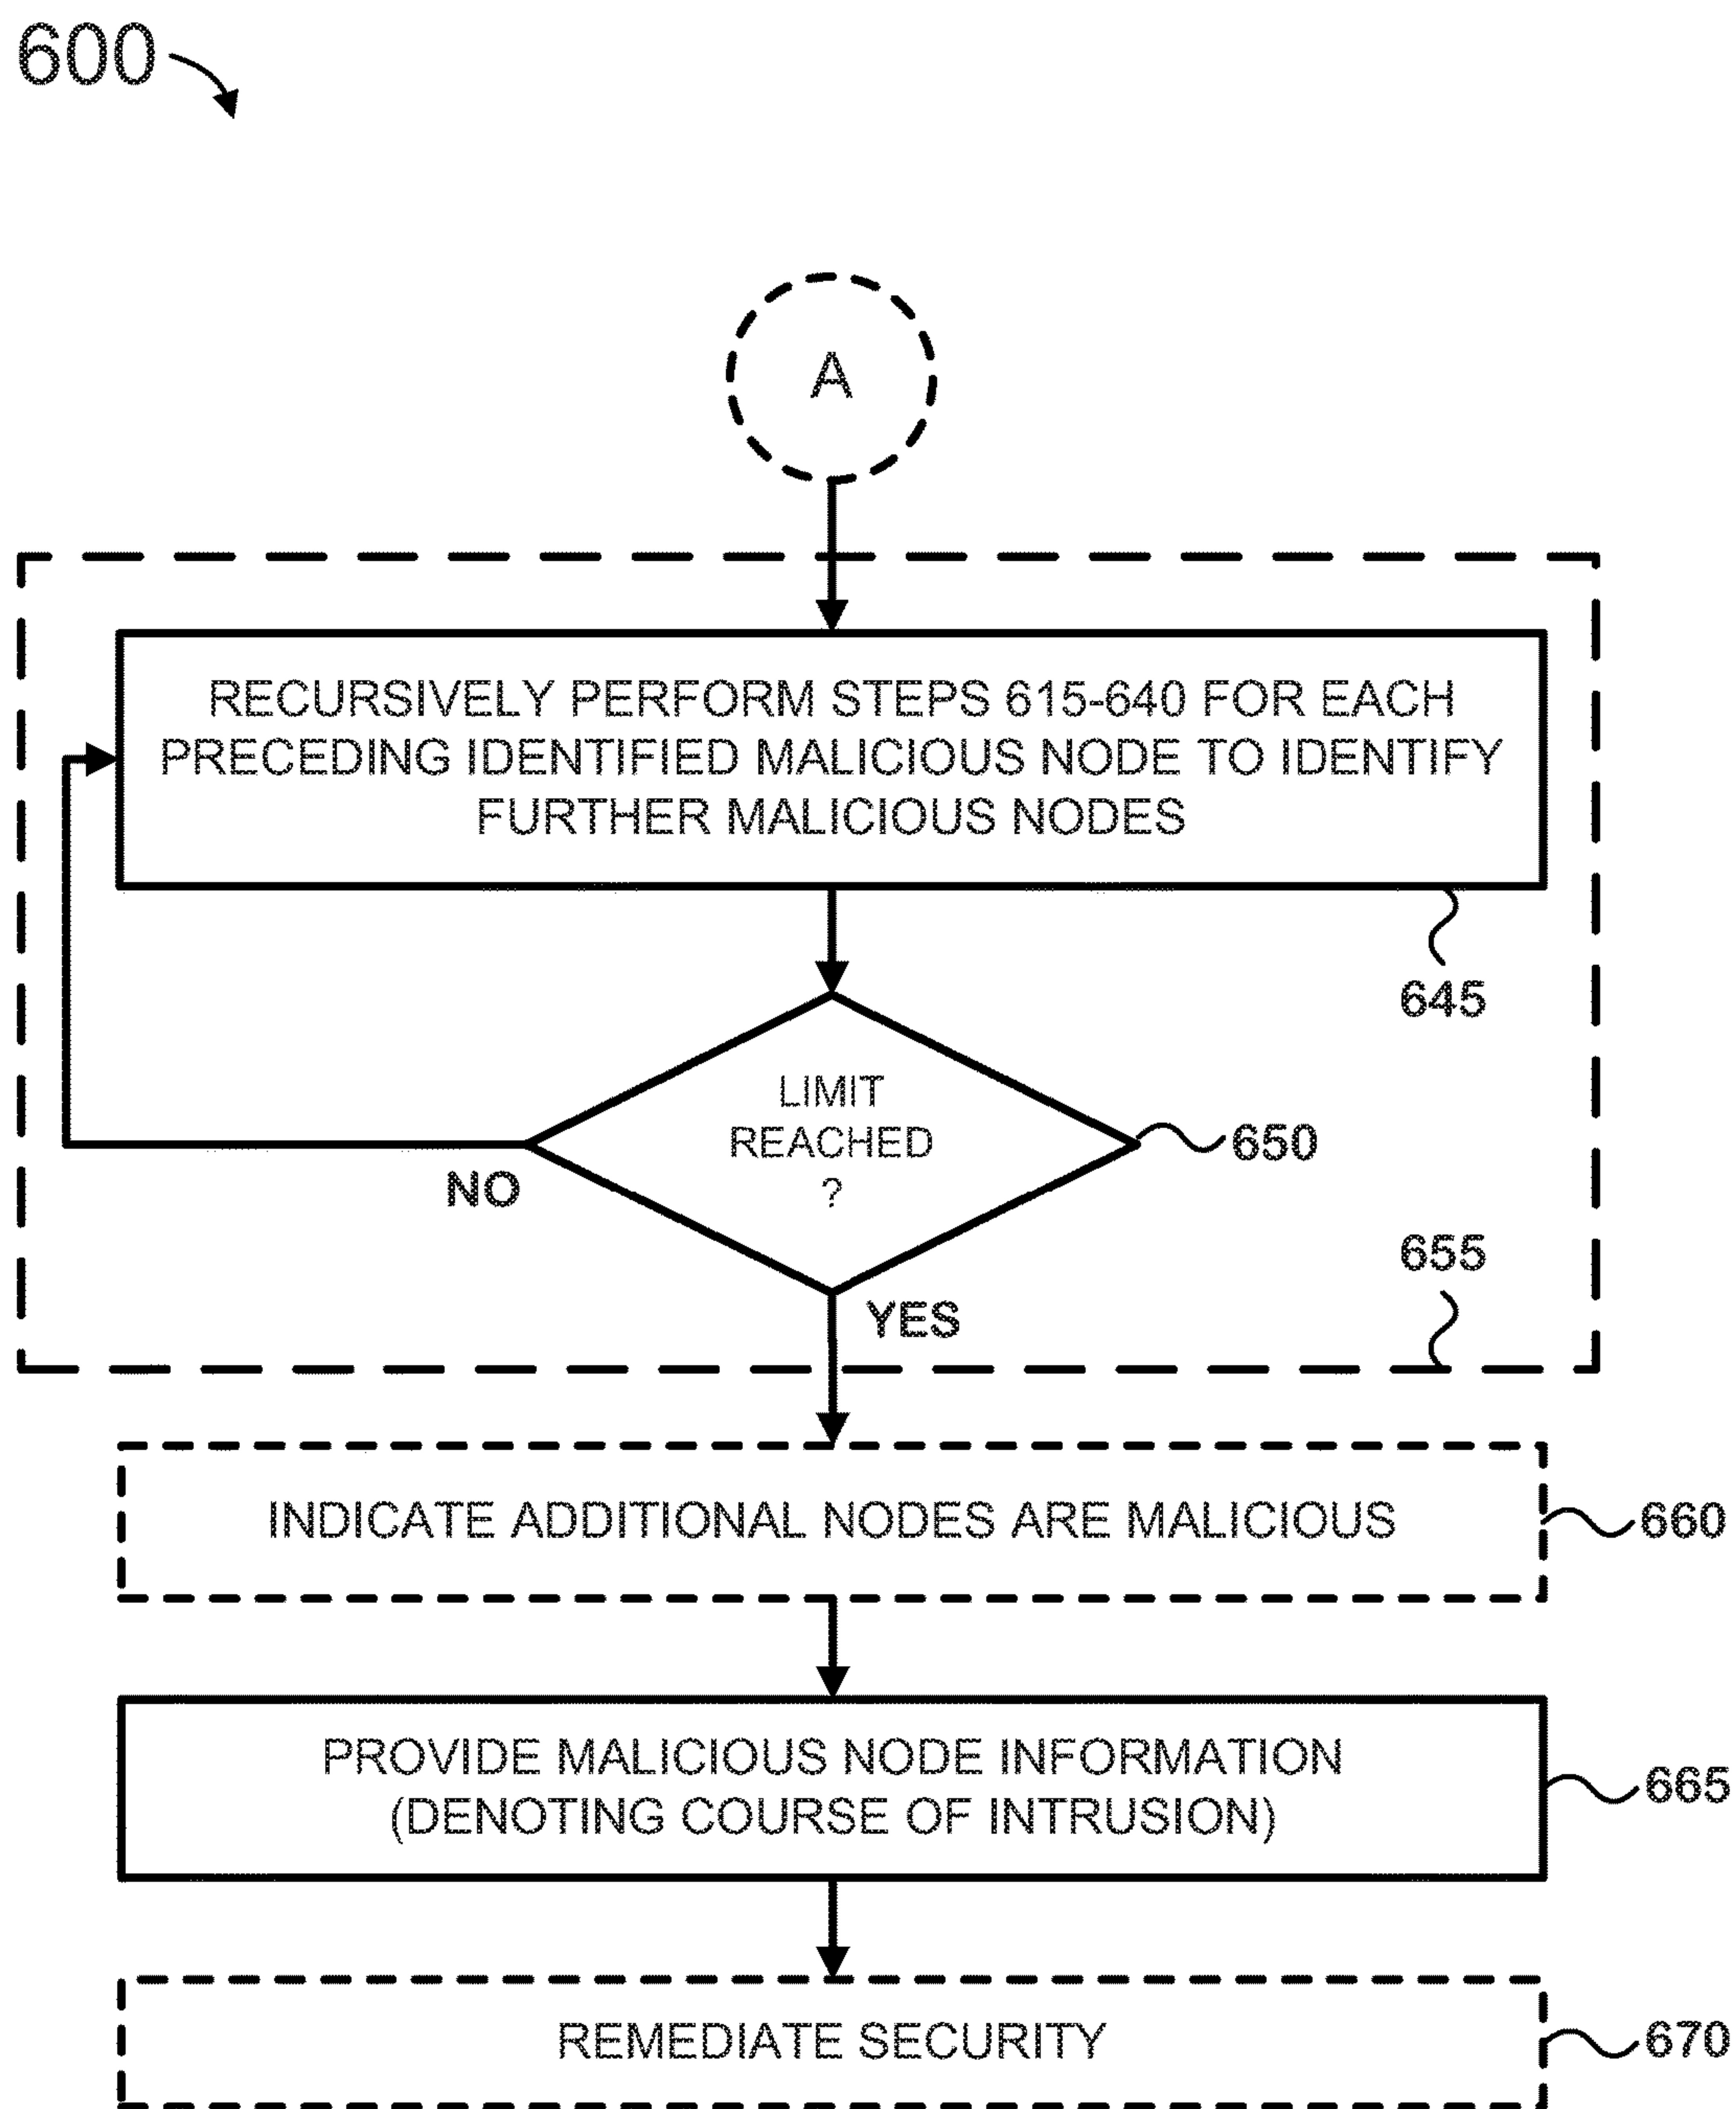 600
A
RECURSIVELY PERFORM STEPS 615-640 FOR EACH
PRECEDING IDENTIFIED MALICIOUS NODE TO IDENTIFY
FURTHER MALICIOUS NODES
645
LIMIT
REACHED
?
650
NO
655
YES
INDICATE ADDITIONAL NODES ARE MALICIOUS
660
PROVIDE MALICIOUS NODE INFORMATION
(DENOTING COURSE OF INTRUSION)
665
REMEDIATE SECURITY
670